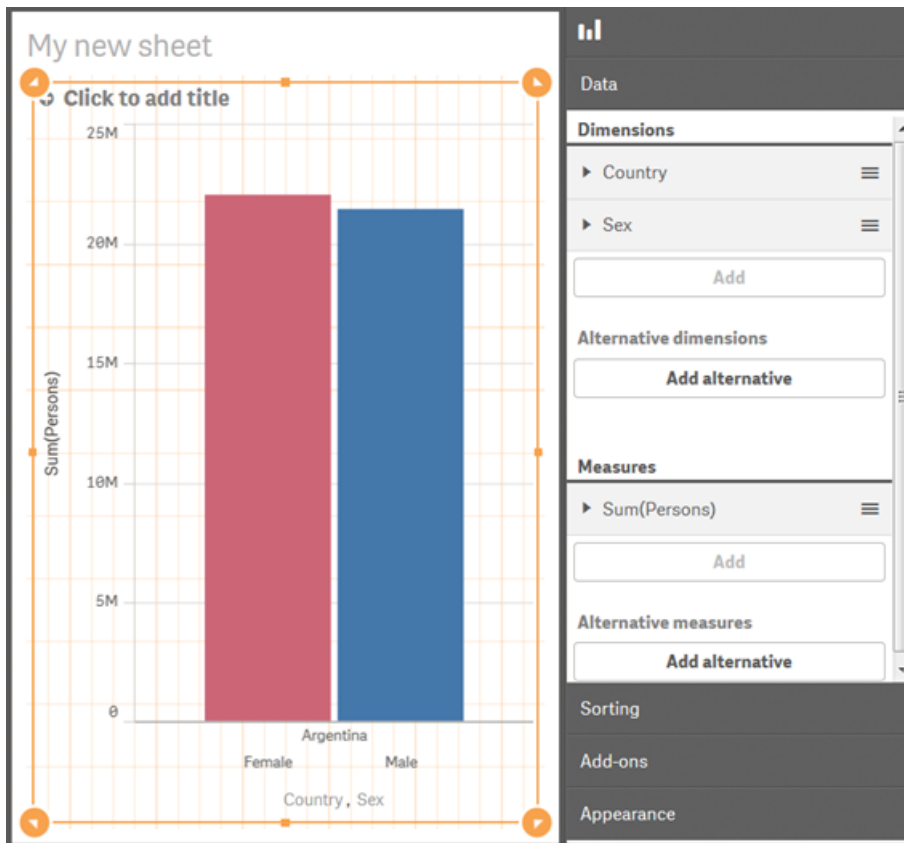 My new sheet
Click to add title
25M
20M
15M
10M
5M
0
Sum(Persons)
Argentina
Female Male
Country, Sex
Data
Dimensions
Country
Sex
Add
Alternative dimensions
Add alternative
Measures
Sum(Persons)
Add
Alternative measures
Add alternative
Sorting
Add-ons
Appearance